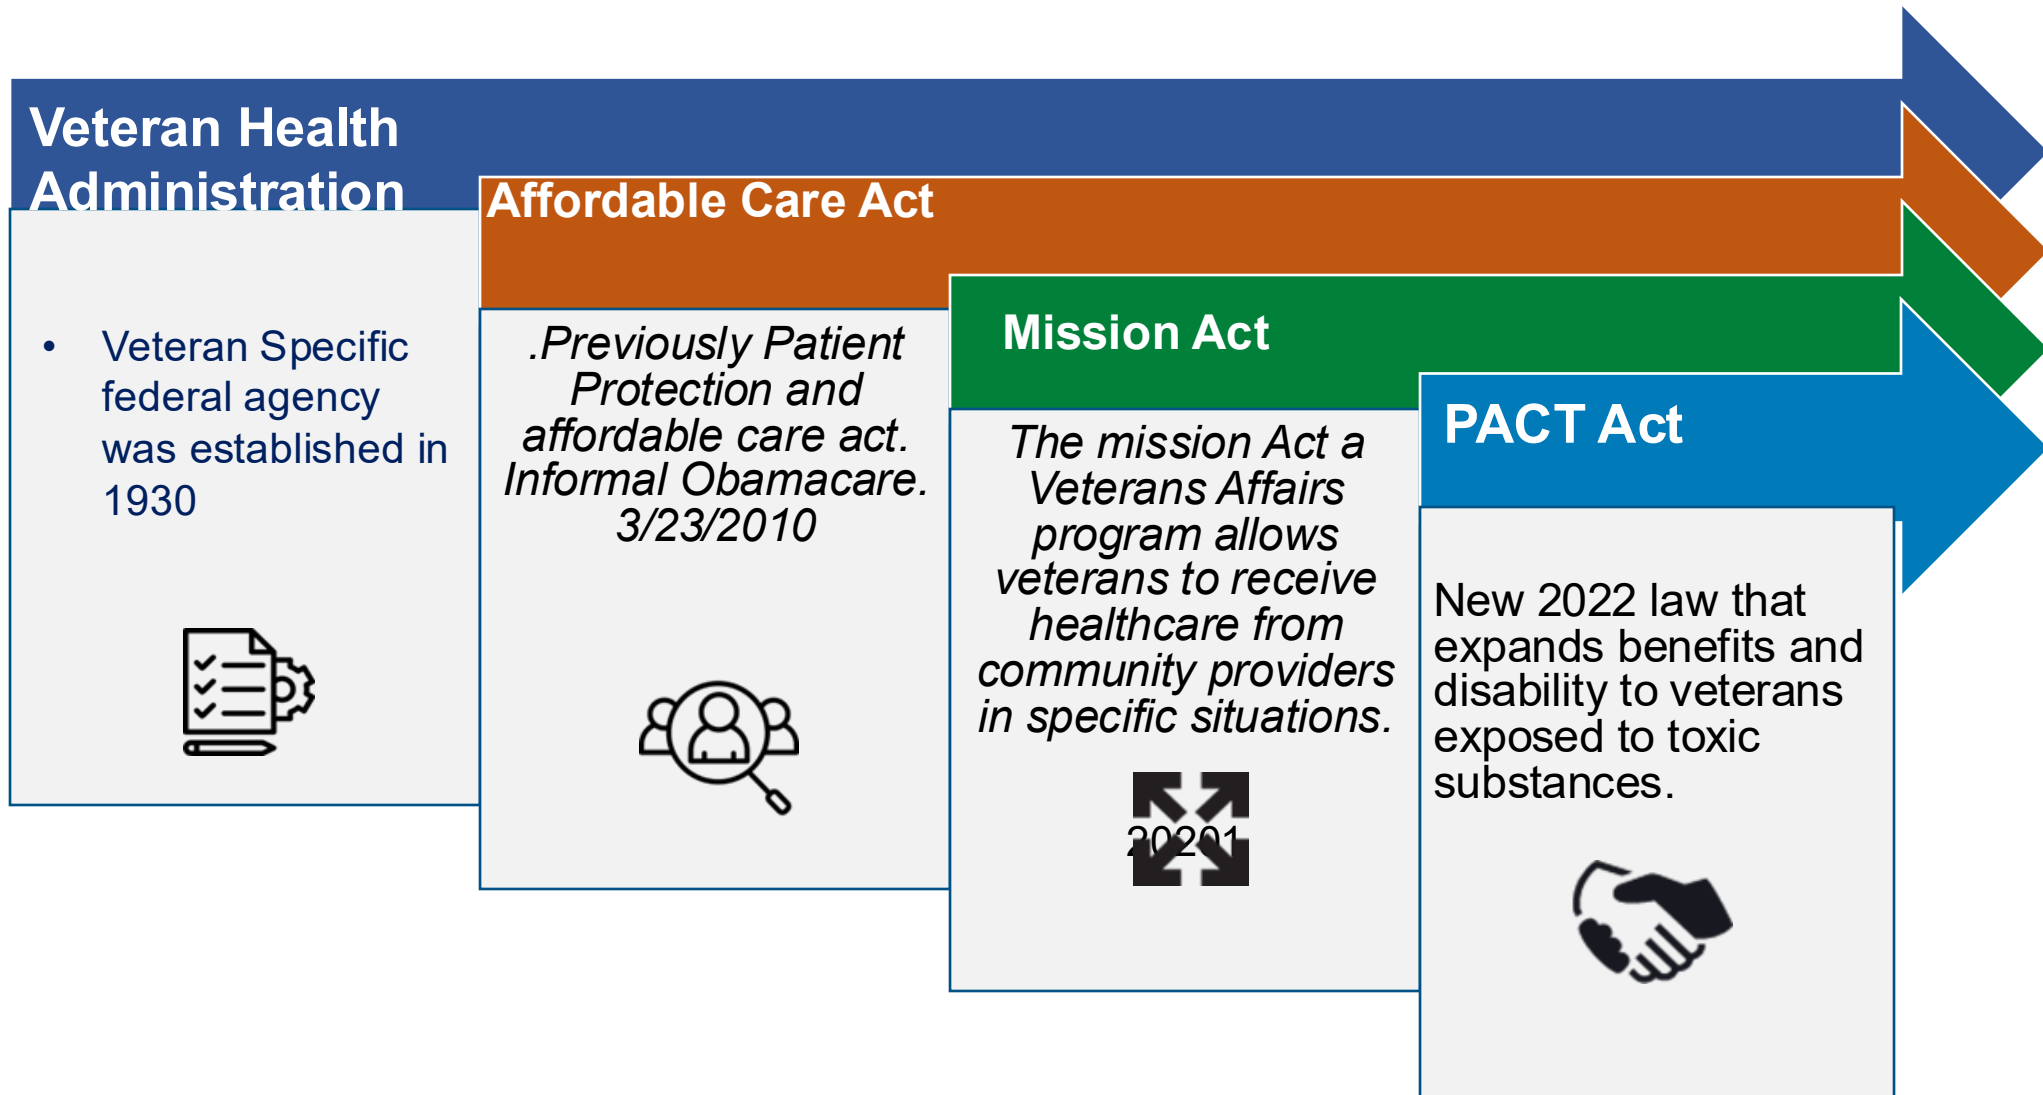 Veteran Health
Administration
• Veteran Specific
federal agency
was established in
1930
Affordable Care Act
.Previously Patient
Protection and
affordable care act.
Informal Obamacare.
3/23/2010
Mission Act
The mission Act a
Veterans Affairs
program allows
veterans to receive
healthcare from
community providers
in specific situations.
20201
PACT Act
New 2022 law that
expands benefits and
disability to veterans
exposed to toxic
substances.